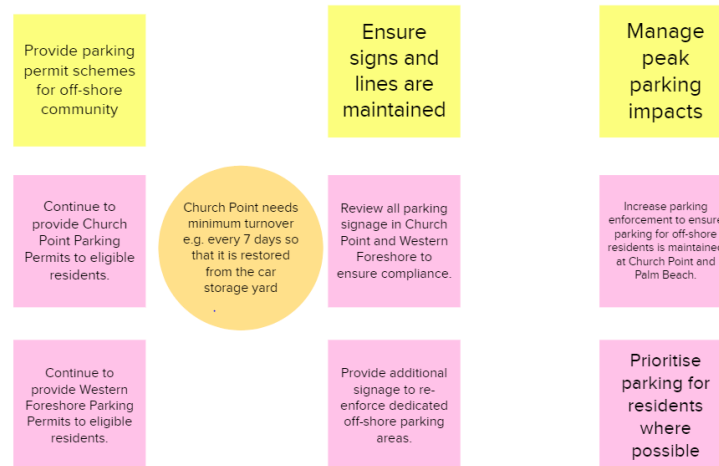 Provide parking
permit schemes
for off-shore
community
Ensure
signs and
lines are
maintained
Manage
peak
parking
impacts
Continue to
provide Church
Point Parking
Permits to eligible
residents.
Church Point needs
minimum turnover
e.g. every 7 days so
that it is restored
from the car
storage yard
.
Review all parking
signage in Church
Point and Western
Foreshore to
ensure compliance.
Increase parking
enforcement to ensure
parking for off-shore
residents is maintained
at Church Point and
Palm Beach.
Continue to
provide Western
Foreshore Parking
Permits to eligible
residents.
Provide additional
signage to re-
enforce dedicated
off-shore parking
areas.
Prioritise
parking for
residents
where
possible